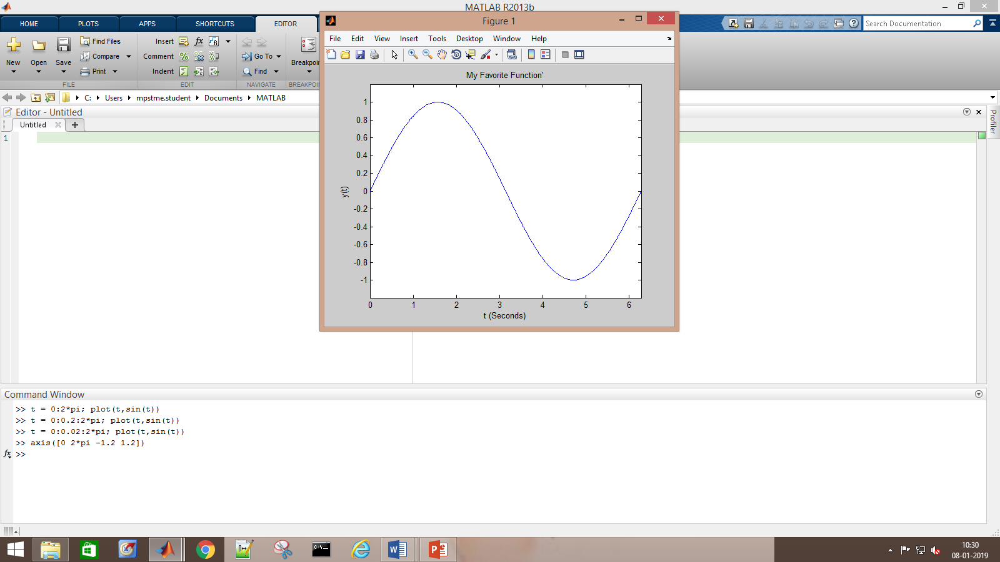 MATLAB R2013b
HOME PLOTS APPS SHORTCUTS EDITOR
Search Documentation
New Open Save
Find Files
Compare
Print
Insert
Comment
Indent
Go To
Find
Breakpoin
FILE EDIT NAVIGATE BREAKPOIN
C: Users mpstme.student Documents MATLAB
Editor - Untitled
Untitled
1
Profiler
Figure 1
File Edit View Insert Tools Desktop Window Help
My Favorite Function'
1
0.8
0.6
0.4
0.2
0
-0.2
-0.4
-0.6
-0.8
-1
y(t)
0 1 2 3 4 5 6
t (Seconds)
Command Window
>> t = 0:2*pi; plot(t,sin(t))
>> t = 0:0.2:2*pi; plot(t,sin(t))
>> t = 0:0.02:2*pi; plot(t,sin(t))
>> axis([0 2*pi -1.2 1.2])
fx >>
10:30
08-01-2019